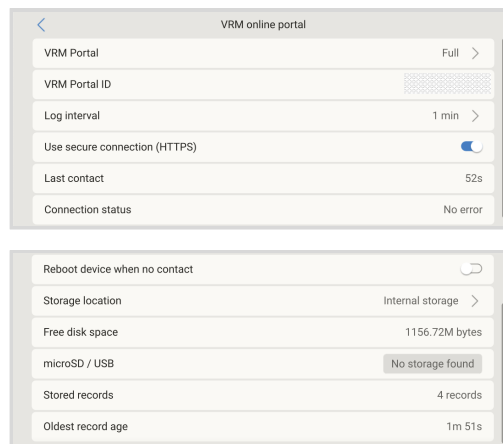 VRM online portal
VRM Portal Full
VRM Portal ID
Log interval 1 min
Use secure connection (HTTPS)
Last contact 52s
Connection status No error
Reboot device when no contact
Storage location Internal storage
Free disk space 1156.72M bytes
microSD / USB No storage found
Stored records 4 records
Oldest record age 1m 51s